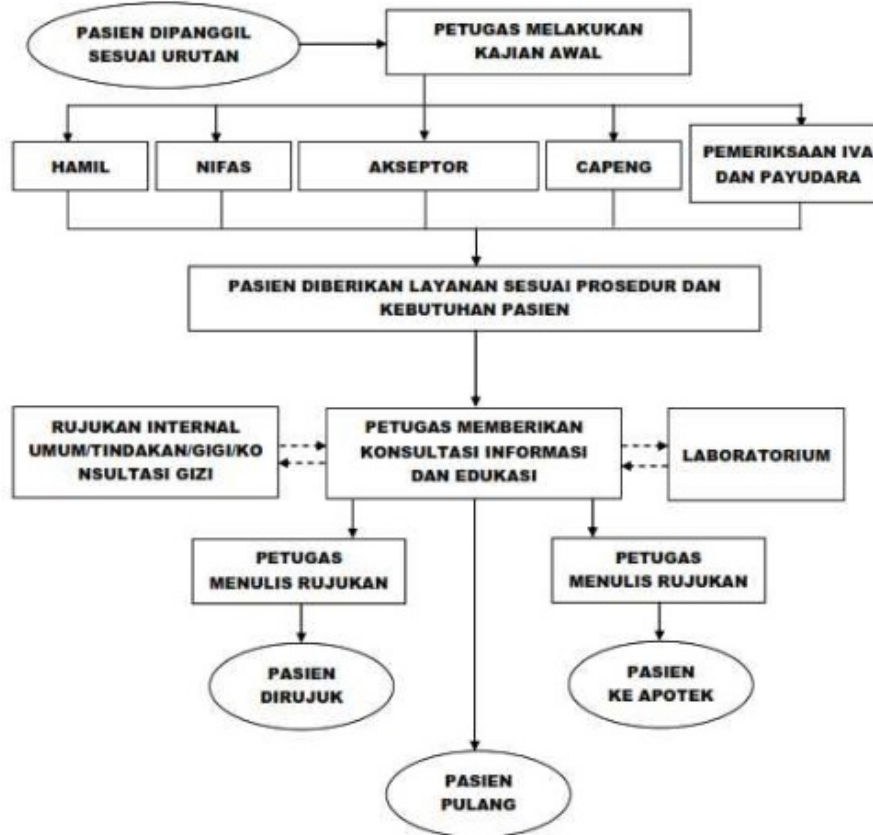 PASIEN DIPANGGIL
SESUAI URUTAN
PETUGAS MELAKUKAN
KAJIAN AWAL
HAMIL
NIFAS
AKSEPTOR
CAPENG
PEMERIKSAAN IVA
DAN PAYUDARA
PASIEN DIBERIKAN LAYANAN SESUAI PROSEDUR DAN
KEBUTUHAN PASIEN
RUJUKAN INTERNAL
UMUM/TINDAKAN/GIGI/KO
NSULTASI GIZI
PETUGAS MEMBERIKAN
KONSULTASI INFORMASI
DAN EDUKASI
LABORATORIUM
PETUGAS
MENULIS RUJUKAN
PETUGAS
MENULIS RUJUKAN
PASIEN
DIRUJUK
PASIEN
KE APOTEK
PASIEN
PULANG